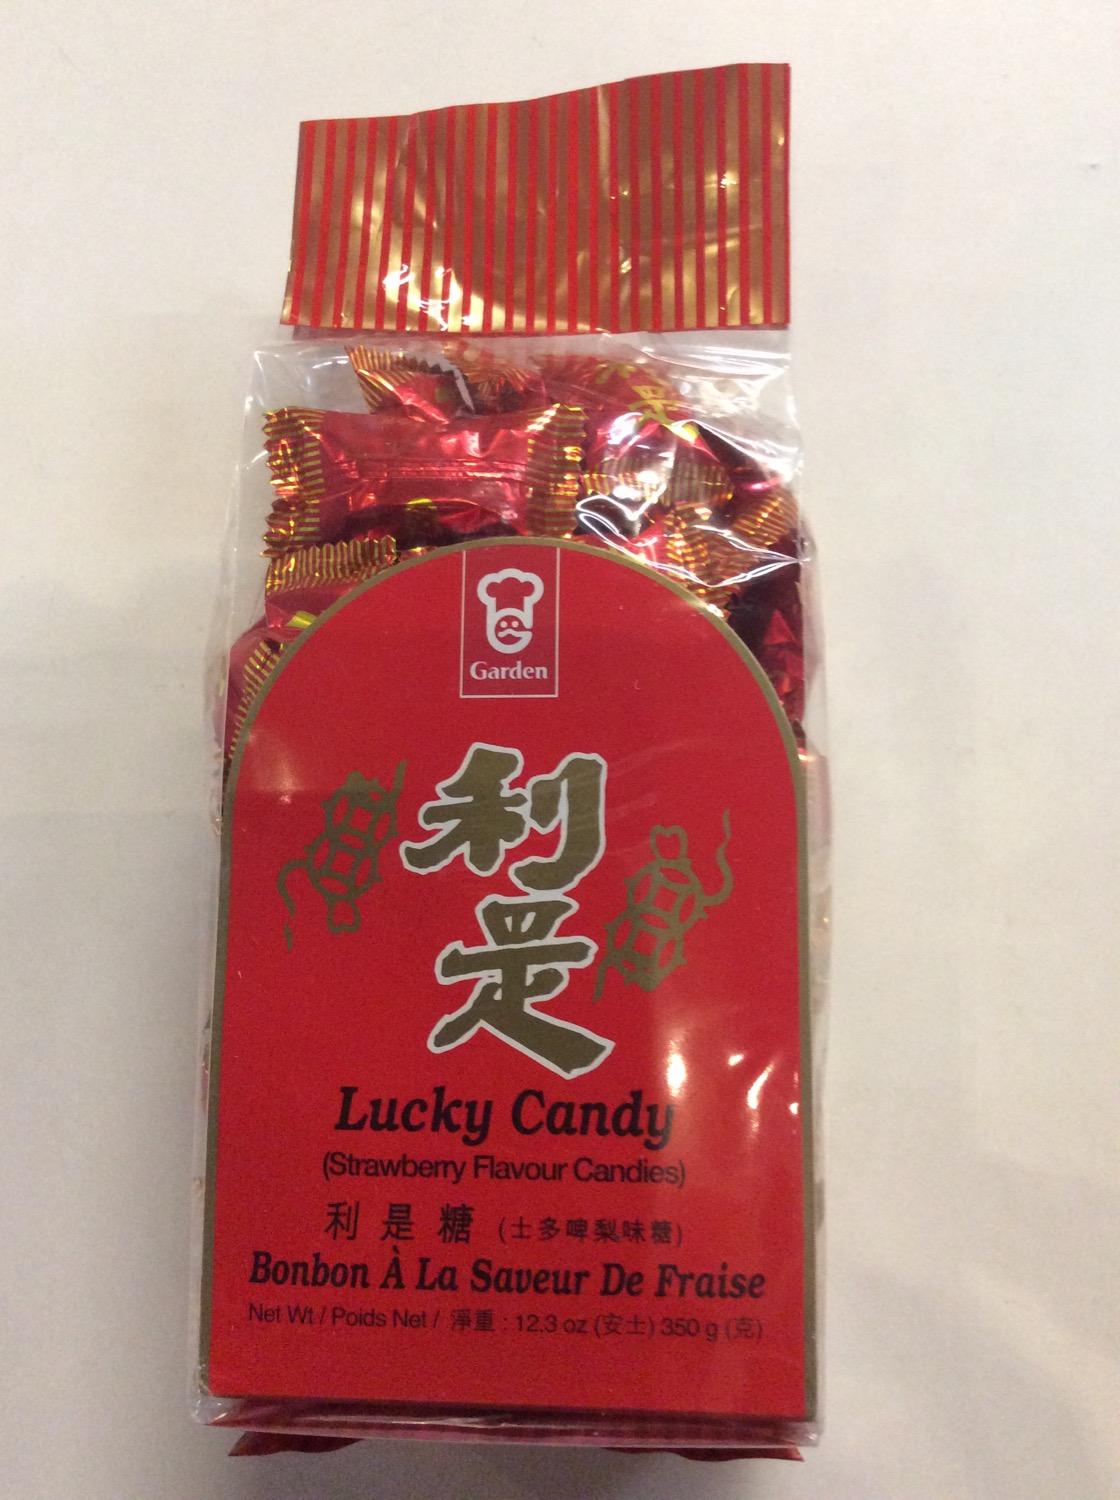 是
Garden
利
是
Lucky Candy
(Strawberry Flavour Candies)
利是糖 (士多啤梨味糖)
Bonbon À La Saveur De Fraise
Net Wt / Poids Net / 淨重 : 12.3 oz (安士) 350 g (克)